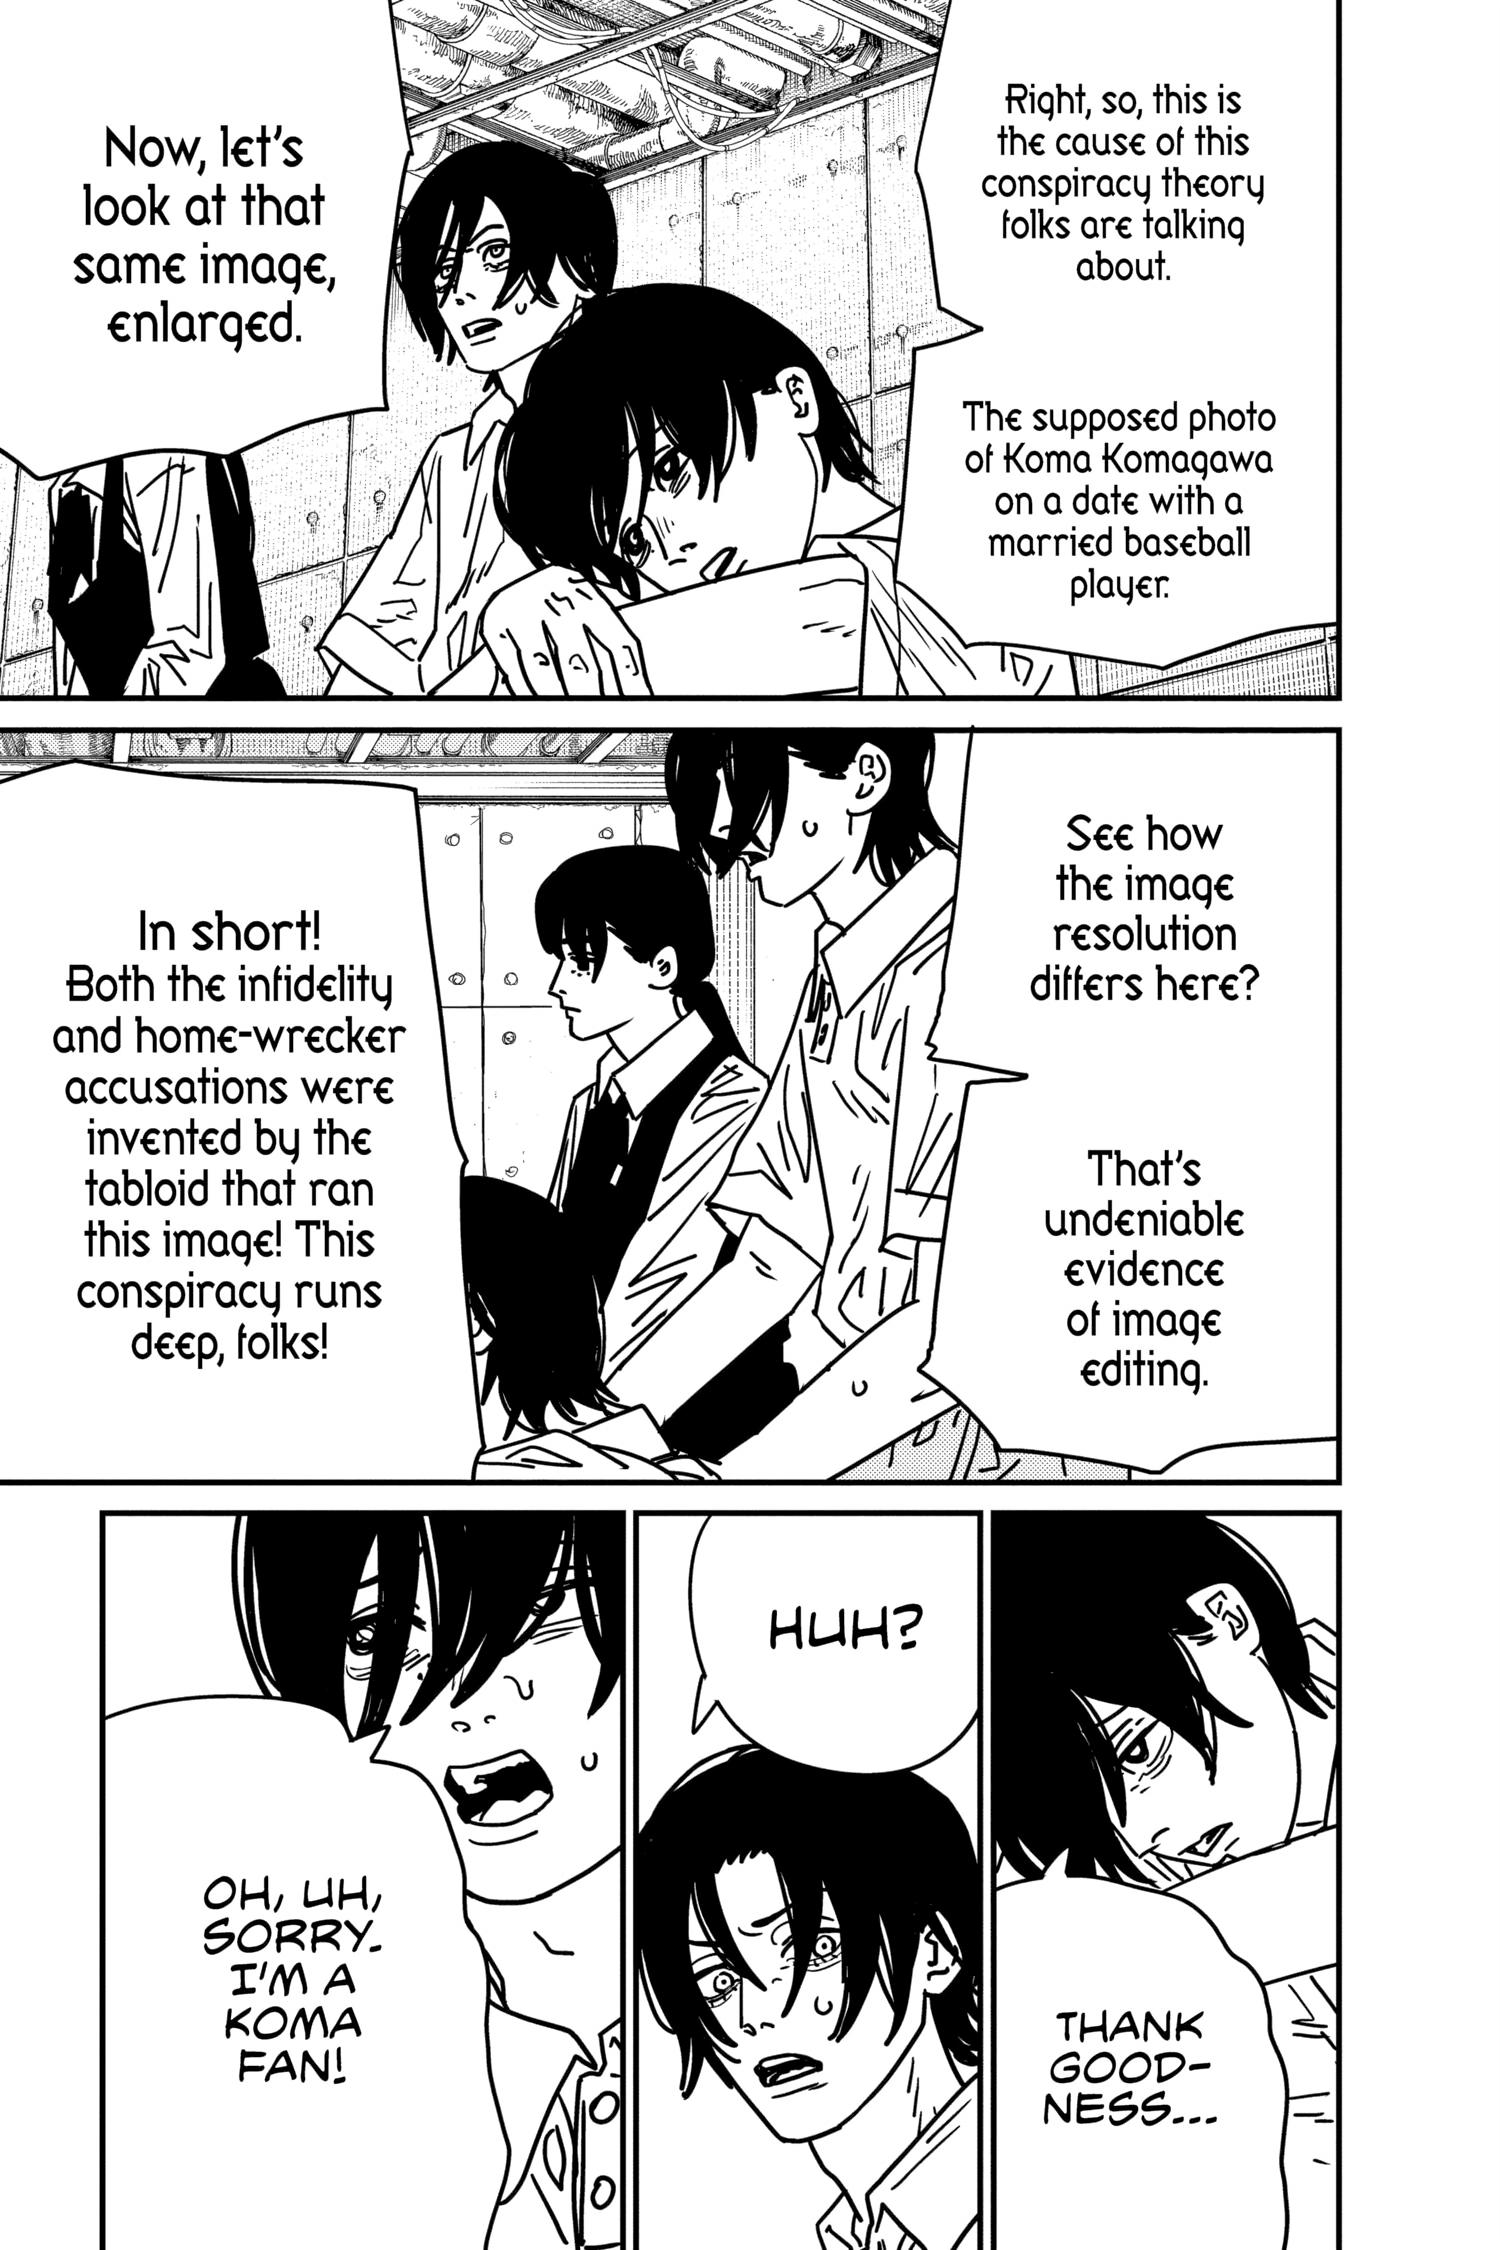 Right, so, this is
the cause of this
conspiracy theory
folks are talking
about.
The supposed photo
of Koma Komagawa
on a date with a
married baseball
player.
Now, let's
look at that
same image,
enlarged.
See how
the image
resolution
differs here?
That's
undeniable
evidence
of image
editing.
In short!
Both the infidelity
and home-wrecker
accusations were
invented by the
tabloid that ran
this image! This
conspiracy runs
deep, folks!
THANK
GOOD-
NESS...
HUH?
OH, UH,
SORRY.
I'M A
KOMA
FAN!